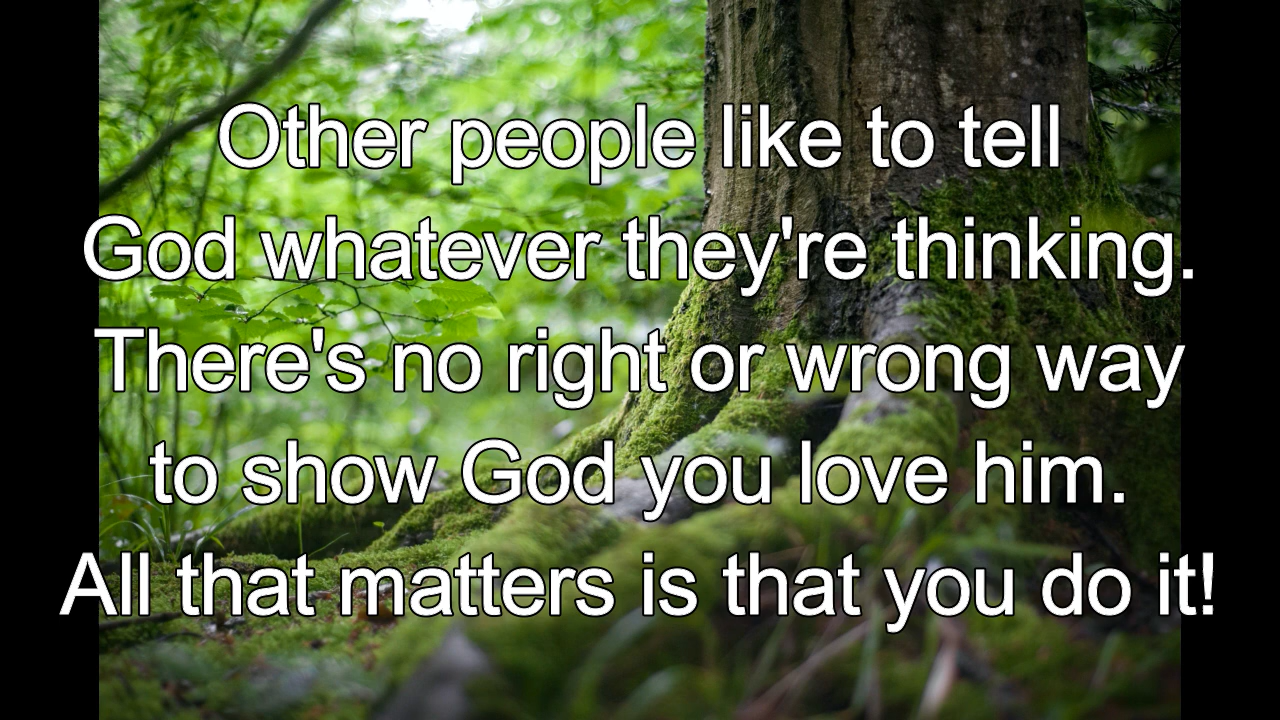 Other people like to tell
God whatever they're thinking.
There's no right or wrong way
to show God you love him.
All that matters is that you do it!